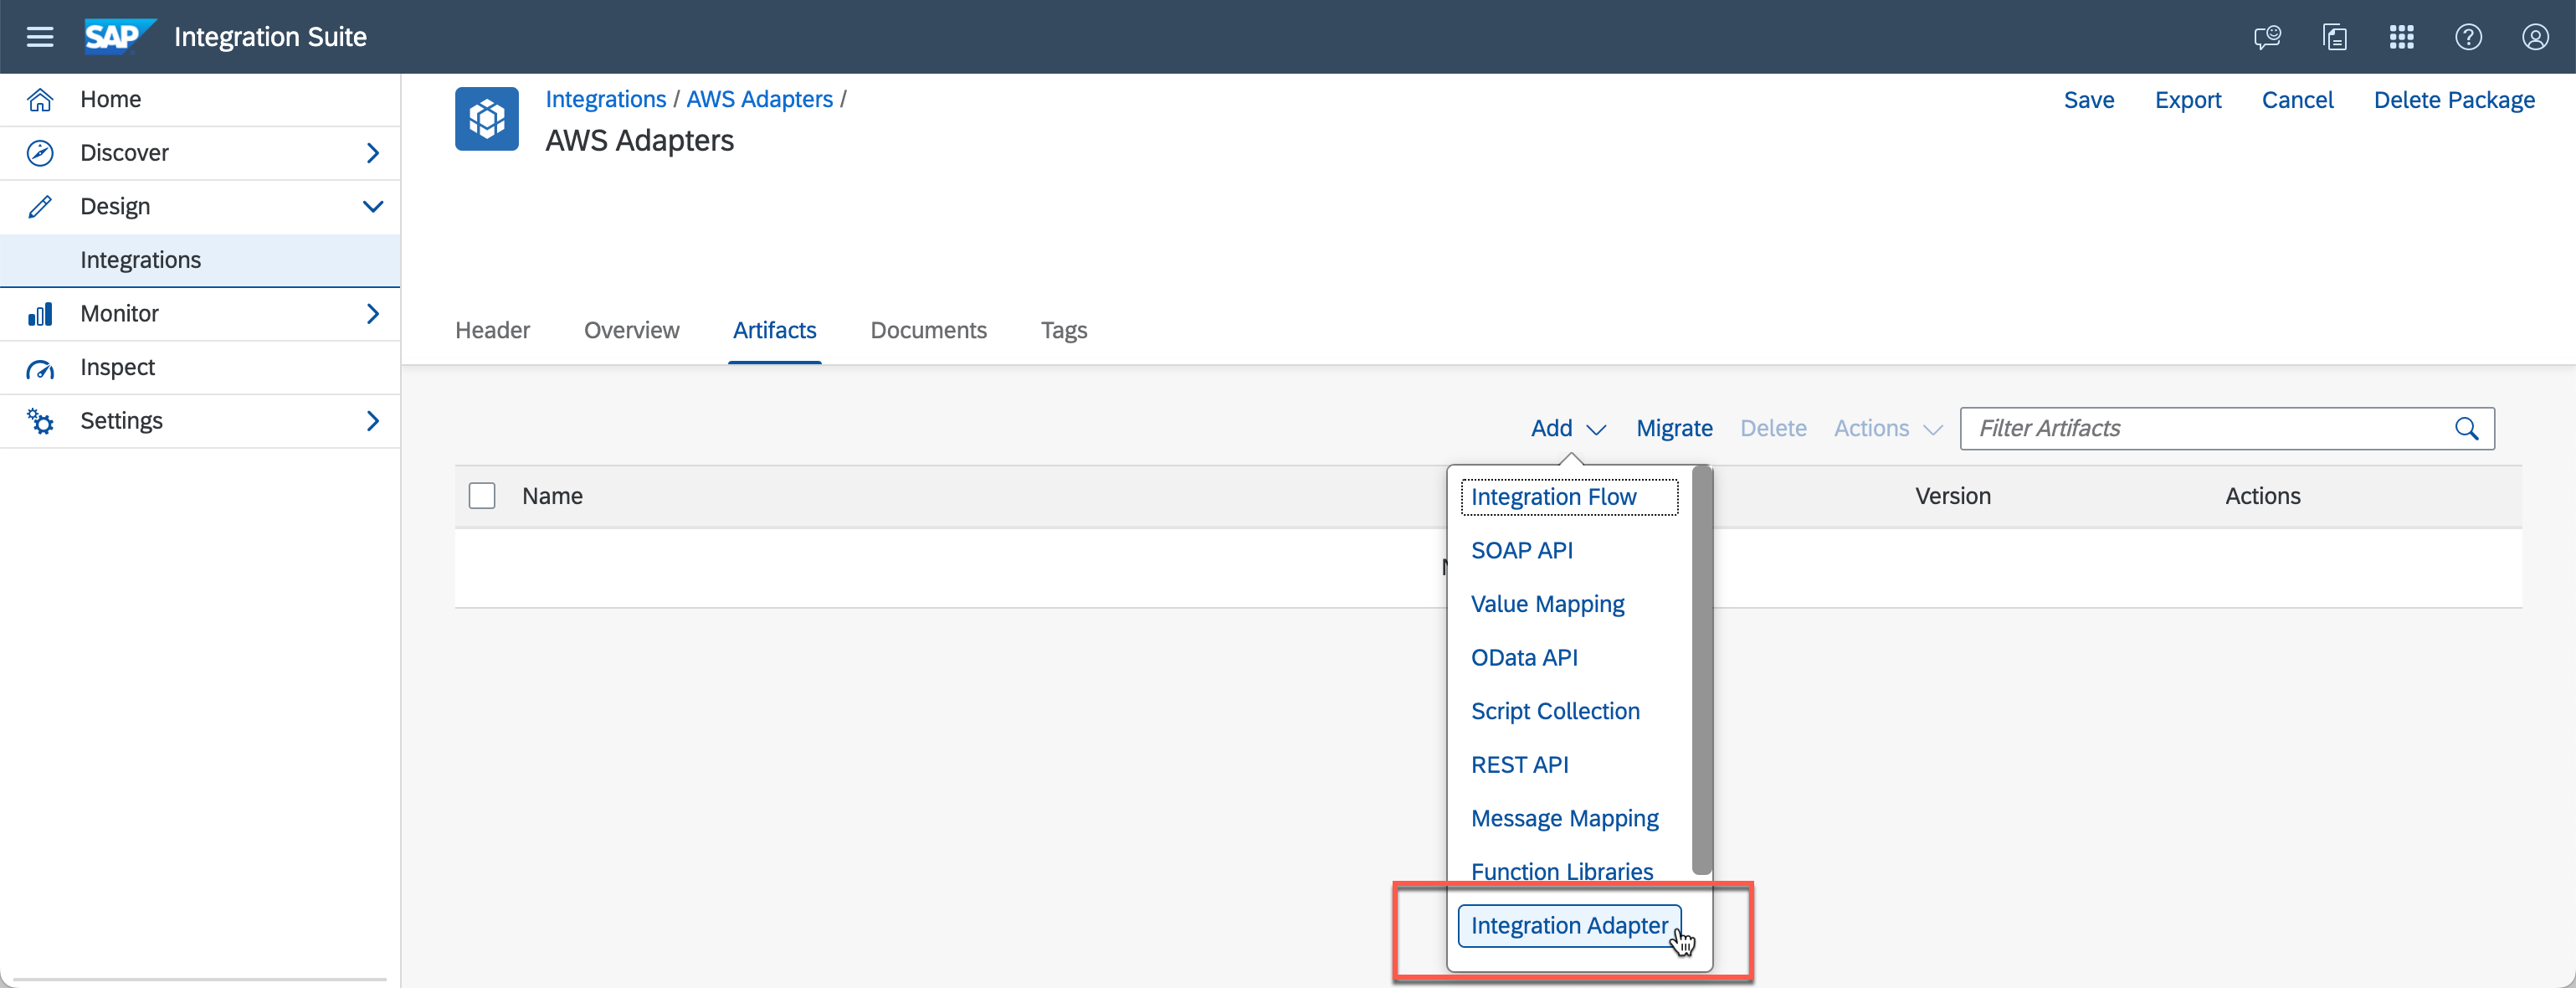 SAP Integration Suite
Home
Discover
Design
Integrations
Monitor
Inspect
Settings
Integrations / AWS Adapters /
AWS Adapters
Save Export Cancel Delete Package
Header Overview Artifacts Documents Tags
Add Migrate Delete Actions Filter Artifacts
Name Version Actions
Integration Flow
SOAP API
Value Mapping
OData API
Script Collection
REST API
Message Mapping
Function Libraries
Integration Adapter